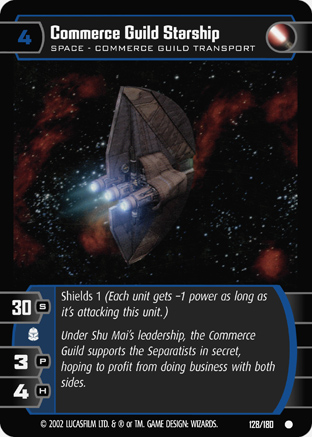 4 Commerce Guild Starship
SPACE - COMMERCE GUILD TRANSPORT
30 S
3 P
4 H
Shields 1 (Each unit gets –1 power as long as
it's attacking this unit.)
Under Shu Mai's leadership, the Commerce
Guild supports the Separatists in secret,
hoping to profit from doing business with both
sides.
© 2002 LUCASFILM LTD. & ® or TM. GAME DESIGN: WIZARDS. 128/180